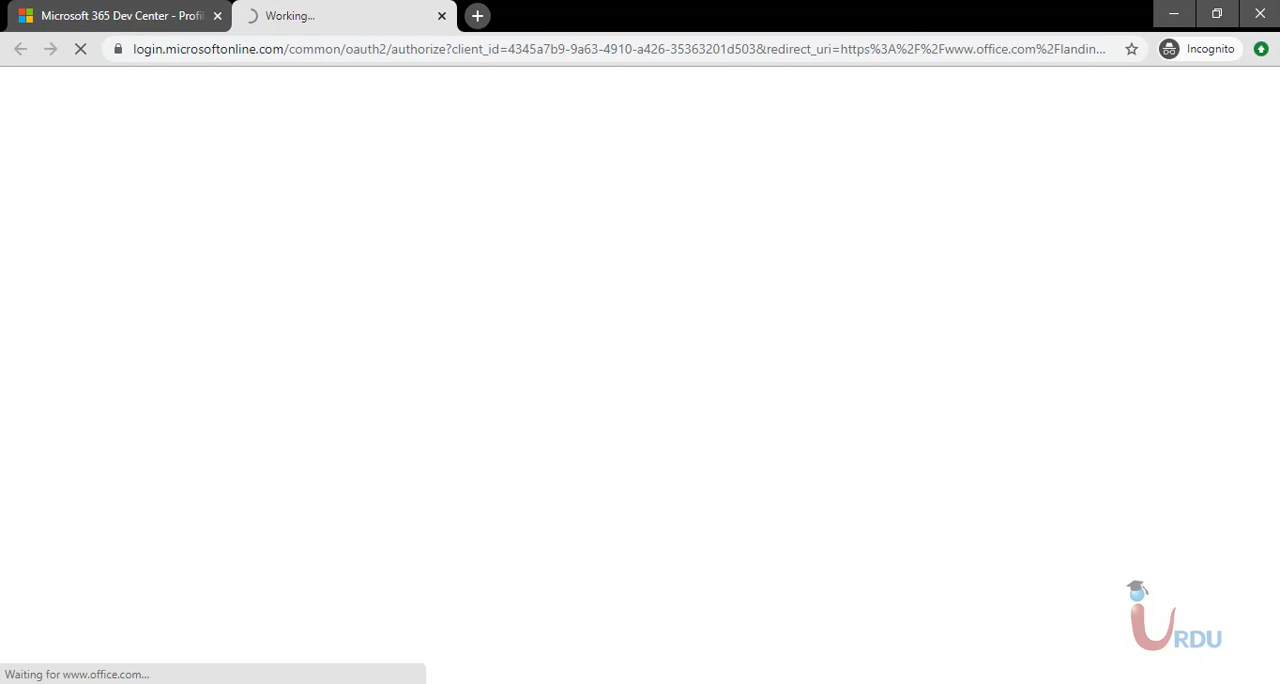 Microsoft 365 Dev Center - Profi
Working...
login.microsoftonline.com/common/oauth2/authorize?client_id=4345a7b9-9a63-4910-a426-35363201d503&redirect_uri=https%3A%2F%2Fwww.office.com%2Flandin...
Incognito
iURDU
Waiting for www.office.com...